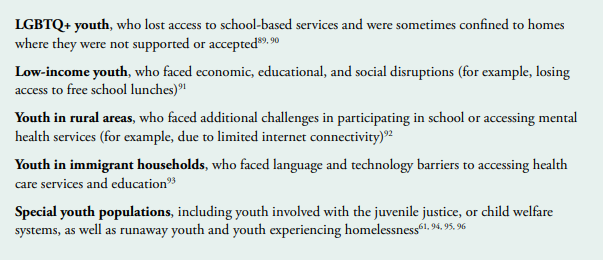 LGBTQ+ youth, who lost access to school-based services and were sometimes confined to homes
where they were not supported or accepted89, 90
Low-income youth, who faced economic, educational, and social disruptions (for example, losing
access to free school lunches)91
Youth in rural areas, who faced additional challenges in participating in school or accessing mental
health services (for example, due to limited internet connectivity)92
Youth in immigrant households, who faced language and technology barriers to accessing health
care services and education93
Special youth populations, including youth involved with the juvenile justice, or child welfare
systems, as well as runaway youth and youth experiencing homelessness61, 94, 95, 96